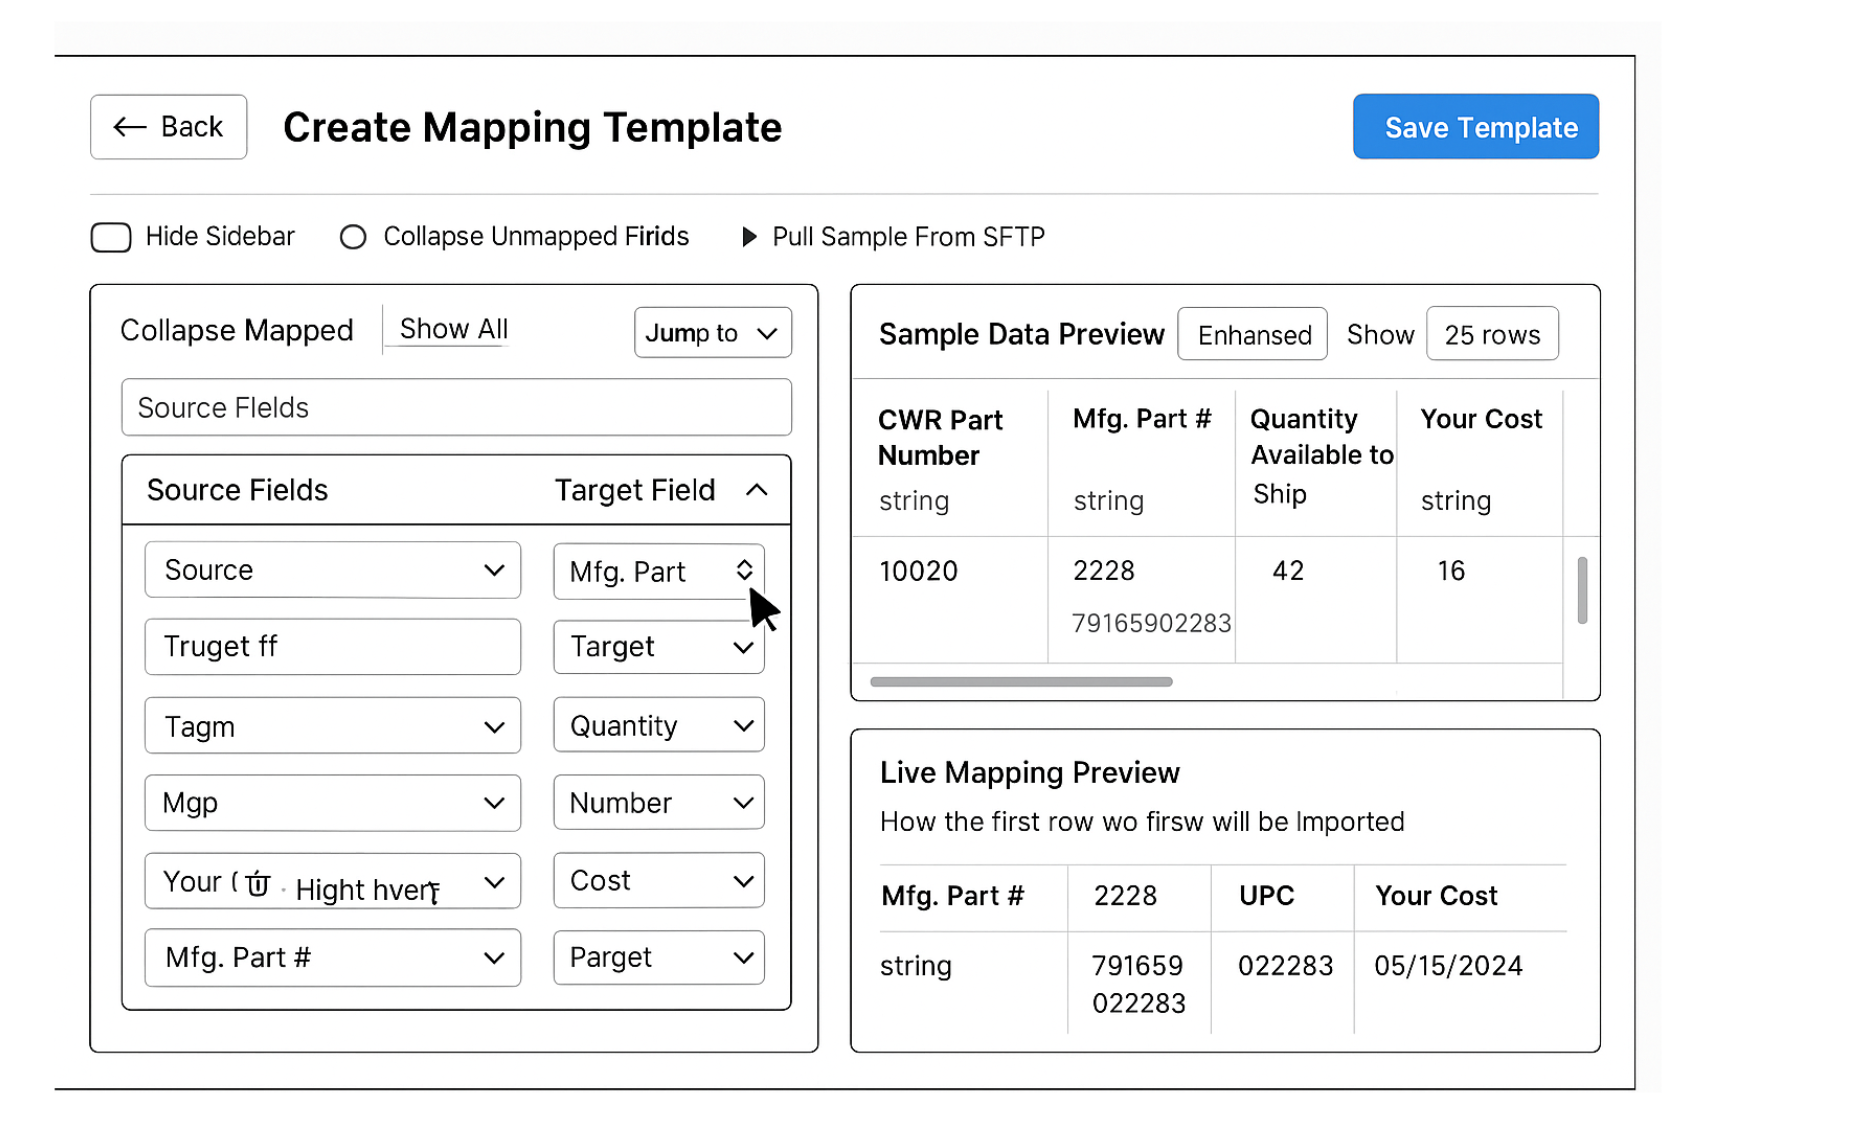 ← Back
Create Mapping Template
Save Template
Hide Sidebar
Collapse Unmapped Firids
Pull Sample From SFTP
Collapse Mapped
Show All
Jump to
Source FIelds
Source Fields
Target Field
Source
Mfg. Part
Truget ff
Target
Tagm
Quantity
Mgp
Number
Your (
Hight hvert
Cost
Mfg. Part #
Parget
Sample Data Preview
Enhansed
Show
25 rows
CWR Part
Number
string
Mfg. Part #
string
Quantity
Available to
Ship
Your Cost
string
10020
2228
42
16
79165902283
Live Mapping Preview
How the first row wo firsw will be Imported
Mfg. Part #
2228
UPC
Your Cost
string
791659
022283
022283
05/15/2024